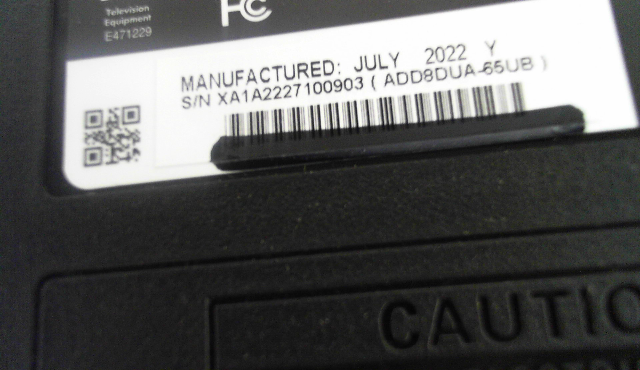 Television
Equipment
E471229
FC
MANUFACTURED: JULY 2022 Y
S/N XA1A2227100903 ( ADD8DUA-65UB )
CAUTIO